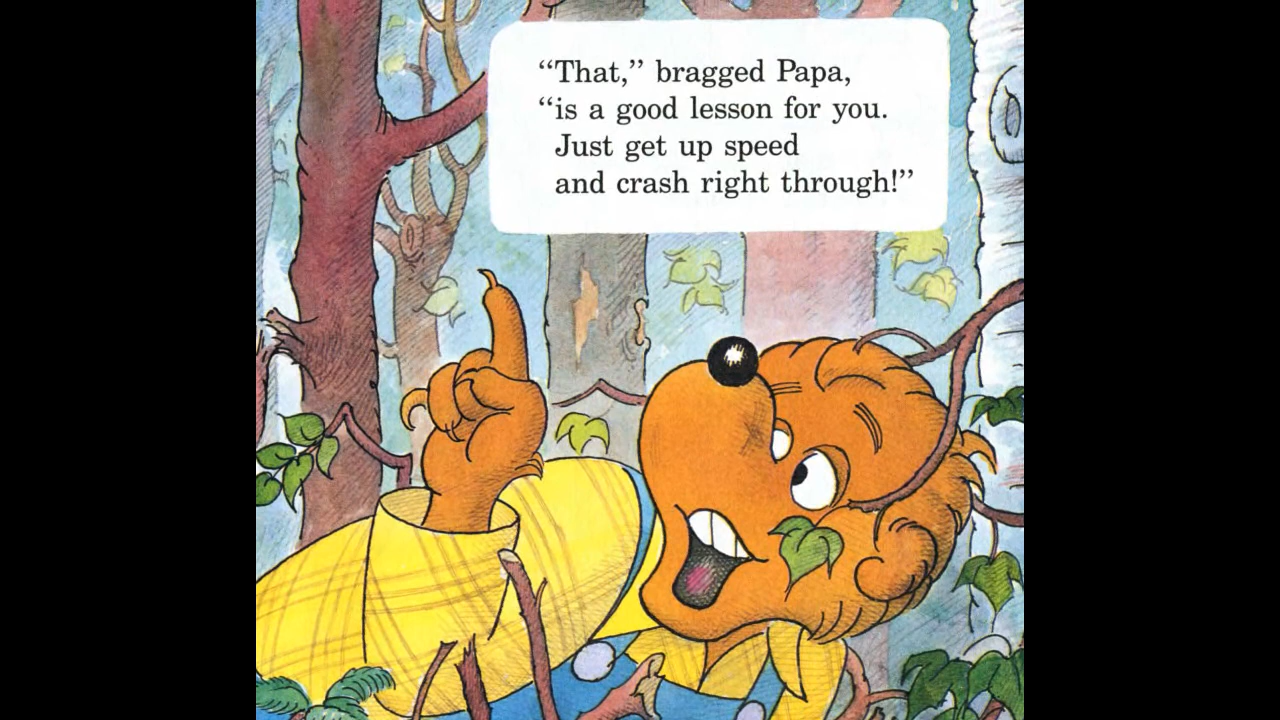 “That,” bragged Papa,
“is a good lesson for you.
Just get up speed
and crash right through!”